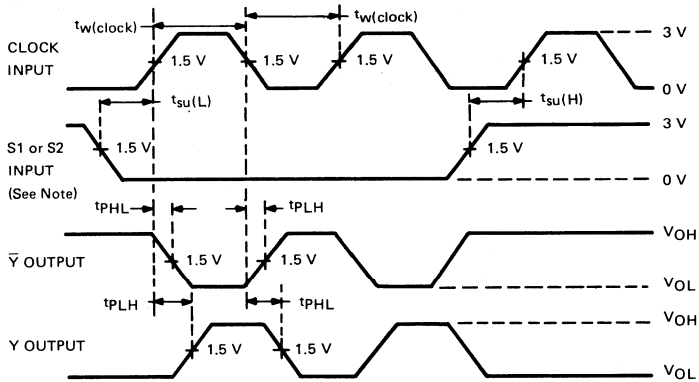 tw(clock) tw(clock)
CLOCK
INPUT
1.5 V 1.5 V 1.5 V 1.5 V
3 V
0 V
tsu(L) tsu(H)
S1 or S2
INPUT
(See Note)
1.5 V 1.5 V
3 V
0 V
tPHL tPLH
Y̅ OUTPUT
1.5 V 1.5 V
VOH
VOL
tPLH tPHL
Y OUTPUT
1.5 V 1.5 V
VOH
VOL